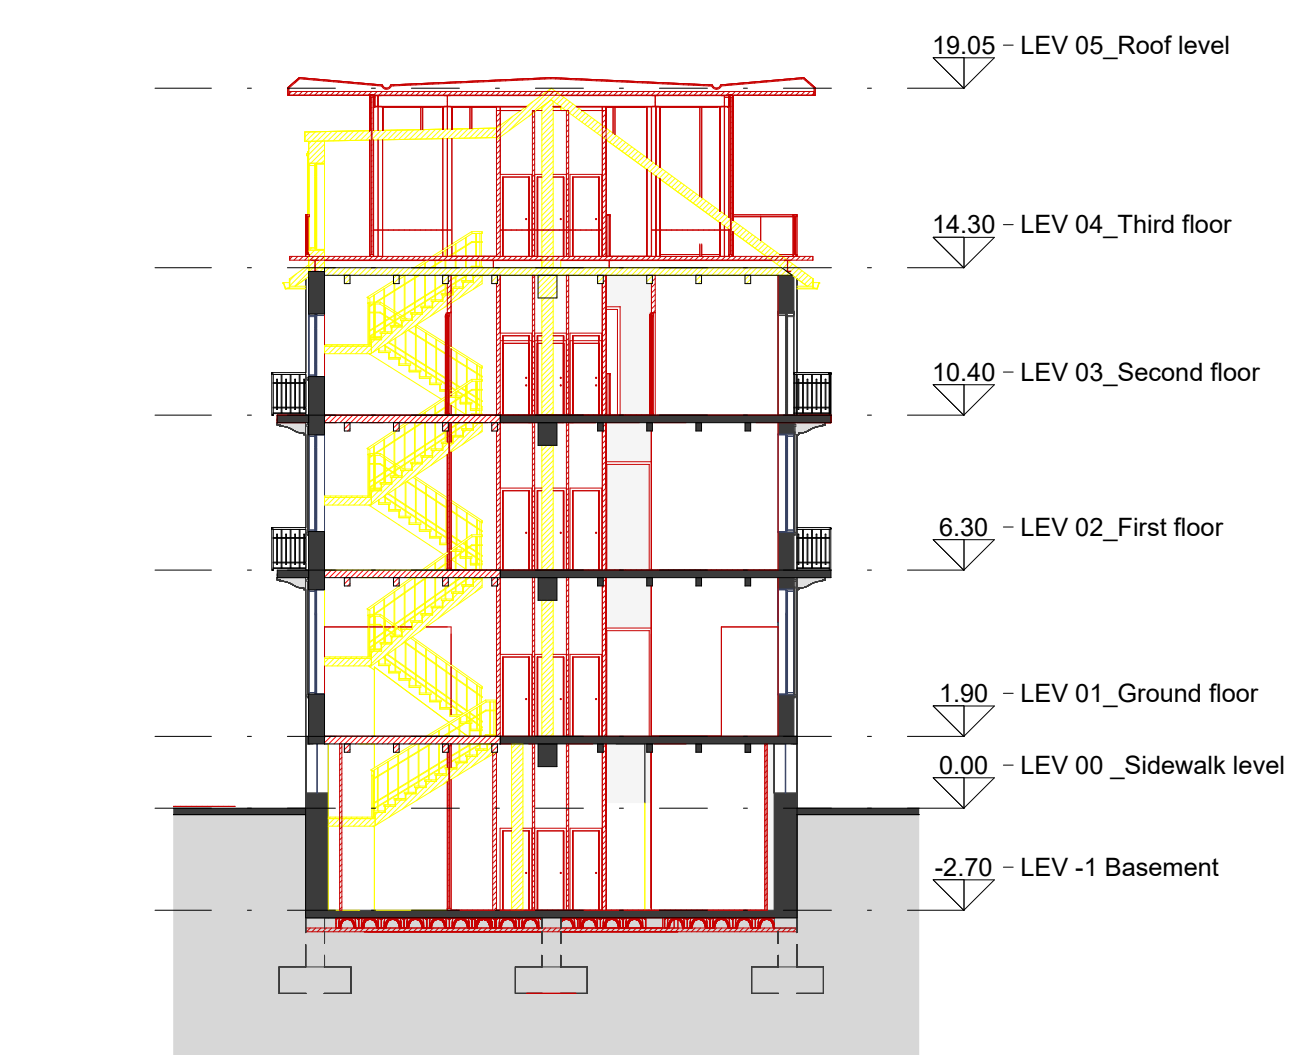 19.05 - LEV 05_Roof level
14.30 - LEV 04_Third floor
10.40 - LEV 03_Second floor
6.30 - LEV 02_First floor
1.90 - LEV 01_Ground floor
0.00 - LEV 00 _Sidewalk level
-2.70 - LEV -1 Basement